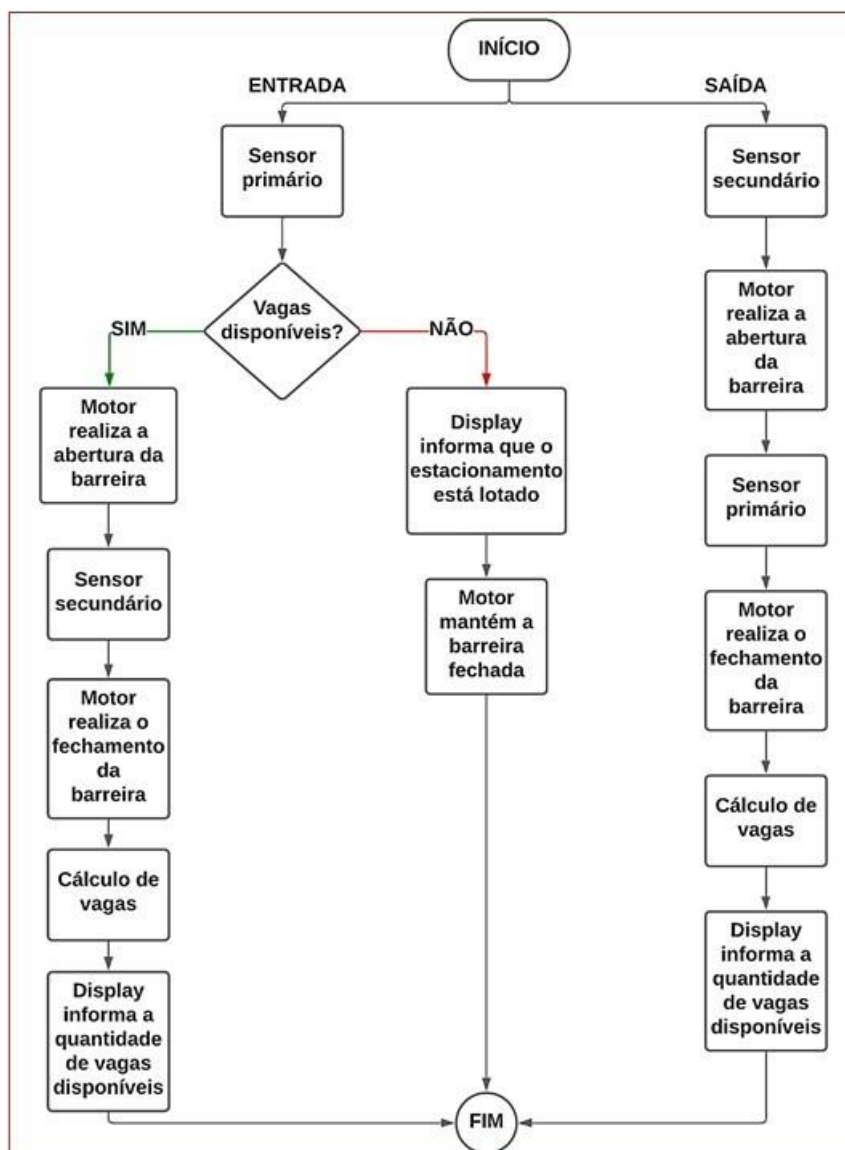 INÍCIO
ENTRADA
SAÍDA
Sensor
primário
Sensor
secundário
Vagas
disponíveis?
SIM
NÃO
Motor
realiza a
abertura da
barreira
Sensor
secundário
Motor
realiza o
fechamento
da
barreira
Cálculo de
vagas
Display
informa a
quantidade
de vagas
disponíveis
Display
informa que o
estacionamento
está lotado
Motor
mantém a
barreira
fechada
Motor
realiza a
abertura
da
barreira
Sensor
primário
Motor
realiza o
fechamento
da
barreira
Cálculo de
vagas
Display
informa a
quantidade
de vagas
disponíveis
FIM